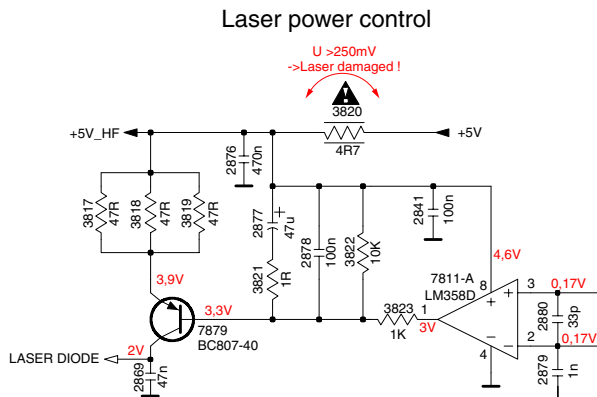 Laser power control
U >250mV
->Laser damaged !
3820
4R7
+5V_HF
+5V
2876
470n
3817
47R
3818
47R
3819
47R
2877
+
47u
2878
100n
3822
10K
2841
100n
3821
1R
4,6V
3,9V
3,3V
7879
BC807-40
3823
1K
7811-A
LM358D
8
1
3V
3
0,17V
2
0,17V
4
+
+
−
−
2880
33p
2879
1n
LASER DIODE
2V
2869
47n